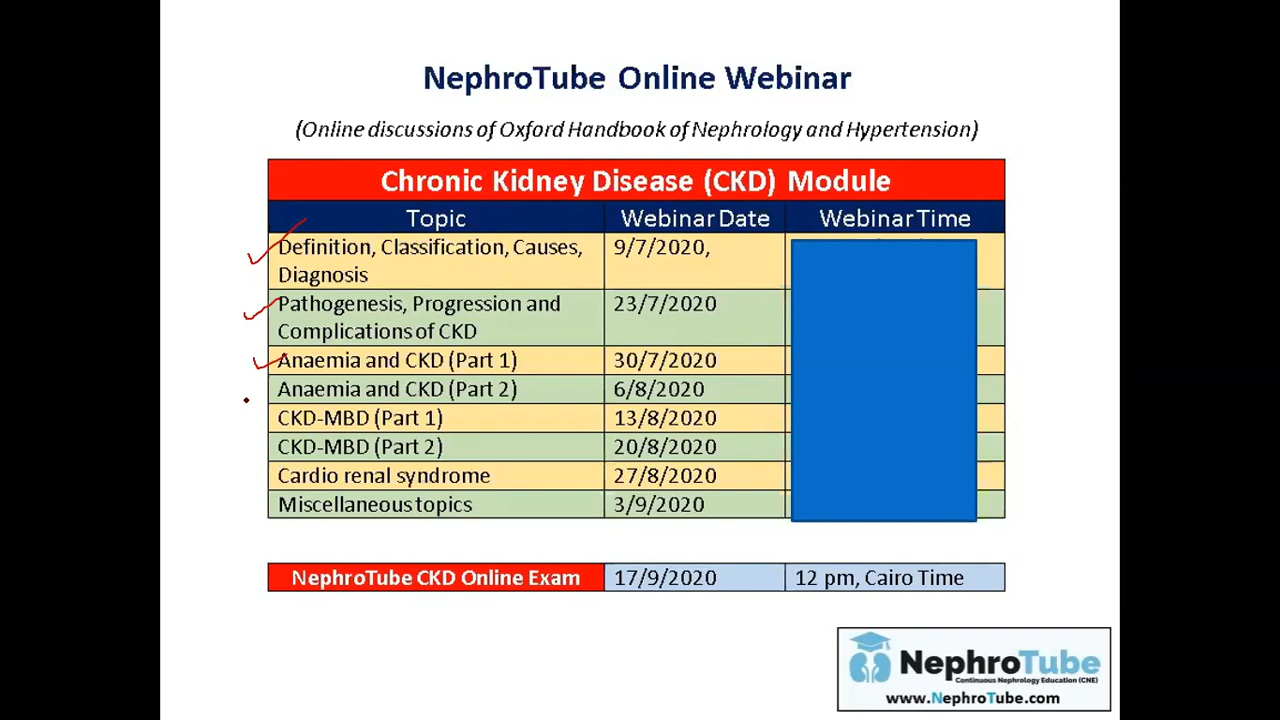 NephroTube Online Webinar
(Online discussions of Oxford Handbook of Nephrology and Hypertension)
Chronic Kidney Disease (CKD) Module
Topic Webinar Date Webinar Time
Definition, Classification, Causes, 9/7/2020,
Diagnosis
Pathogenesis, Progression and 23/7/2020
Complications of CKD
Anaemia and CKD (Part 1) 30/7/2020
Anaemia and CKD (Part 2) 6/8/2020
CKD-MBD (Part 1) 13/8/2020
CKD-MBD (Part 2) 20/8/2020
Cardio renal syndrome 27/8/2020
Miscellaneous topics 3/9/2020
NephroTube CKD Online Exam 17/9/2020 12 pm, Cairo Time
NephroTube
Continuous Nephrology Education (CNE)
www.NephroTube.com